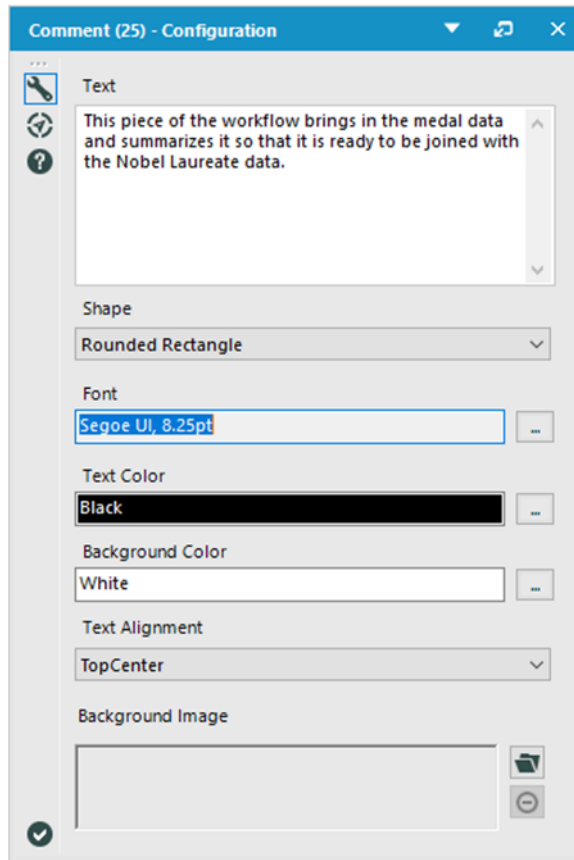 Comment (25) - Configuration
Text
This piece of the workflow brings in the medal data
and summarizes it so that it is ready to be joined with
the Nobel Laureate data.
Shape
Rounded Rectangle
Font
Segoe UI, 8.25pt
...
Text Color
Black
...
Background Color
White
...
Text Alignment
TopCenter
Background Image